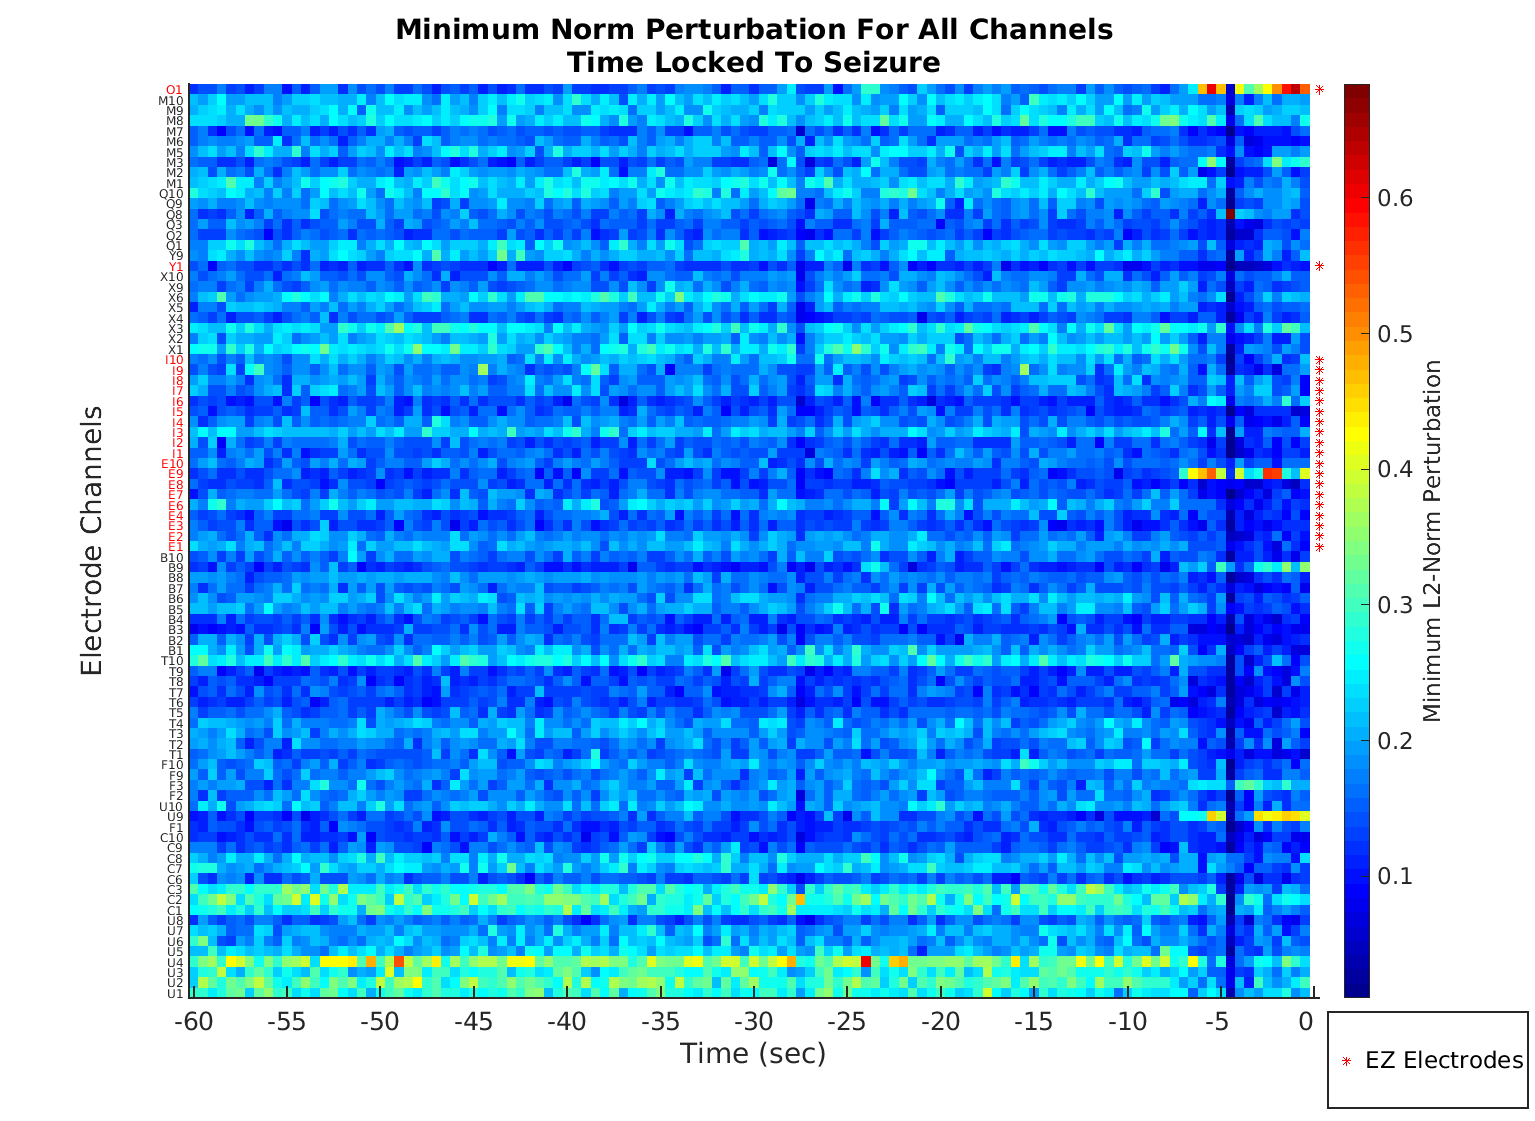 Minimum Norm Perturbation For All Channels
Time Locked To Seizure
Electrode Channels
O1
M10
M9
M8
M7
M6
M5
M3
M2
M1
Q10
Q9
Q8
Q3
Q2
Q1
Y9
Y1
X10
X9
X6
X5
X4
X3
X2
X1
I10
I9
I8
I7
I6
I5
I4
I3
I2
I1
E10
E9
E8
E7
E6
E4
E3
E2
E1
B10
B9
B8
B7
B6
B5
B4
B3
B2
B1
T10
T9
T8
T7
T6
T5
T4
T3
T2
T1
F10
F9
F3
F2
U10
U9
F1
C10
C9
C8
C7
C6
C3
C2
C1
U8
U7
U6
U5
U4
U3
U2
U1
-60 -55 -50 -45 -40 -35 -30 -25 -20 -15 -10 -5 0
Time (sec)
0.6
0.5
0.4
0.3
0.2
0.1
Minimum L2-Norm Perturbation
EZ Electrodes